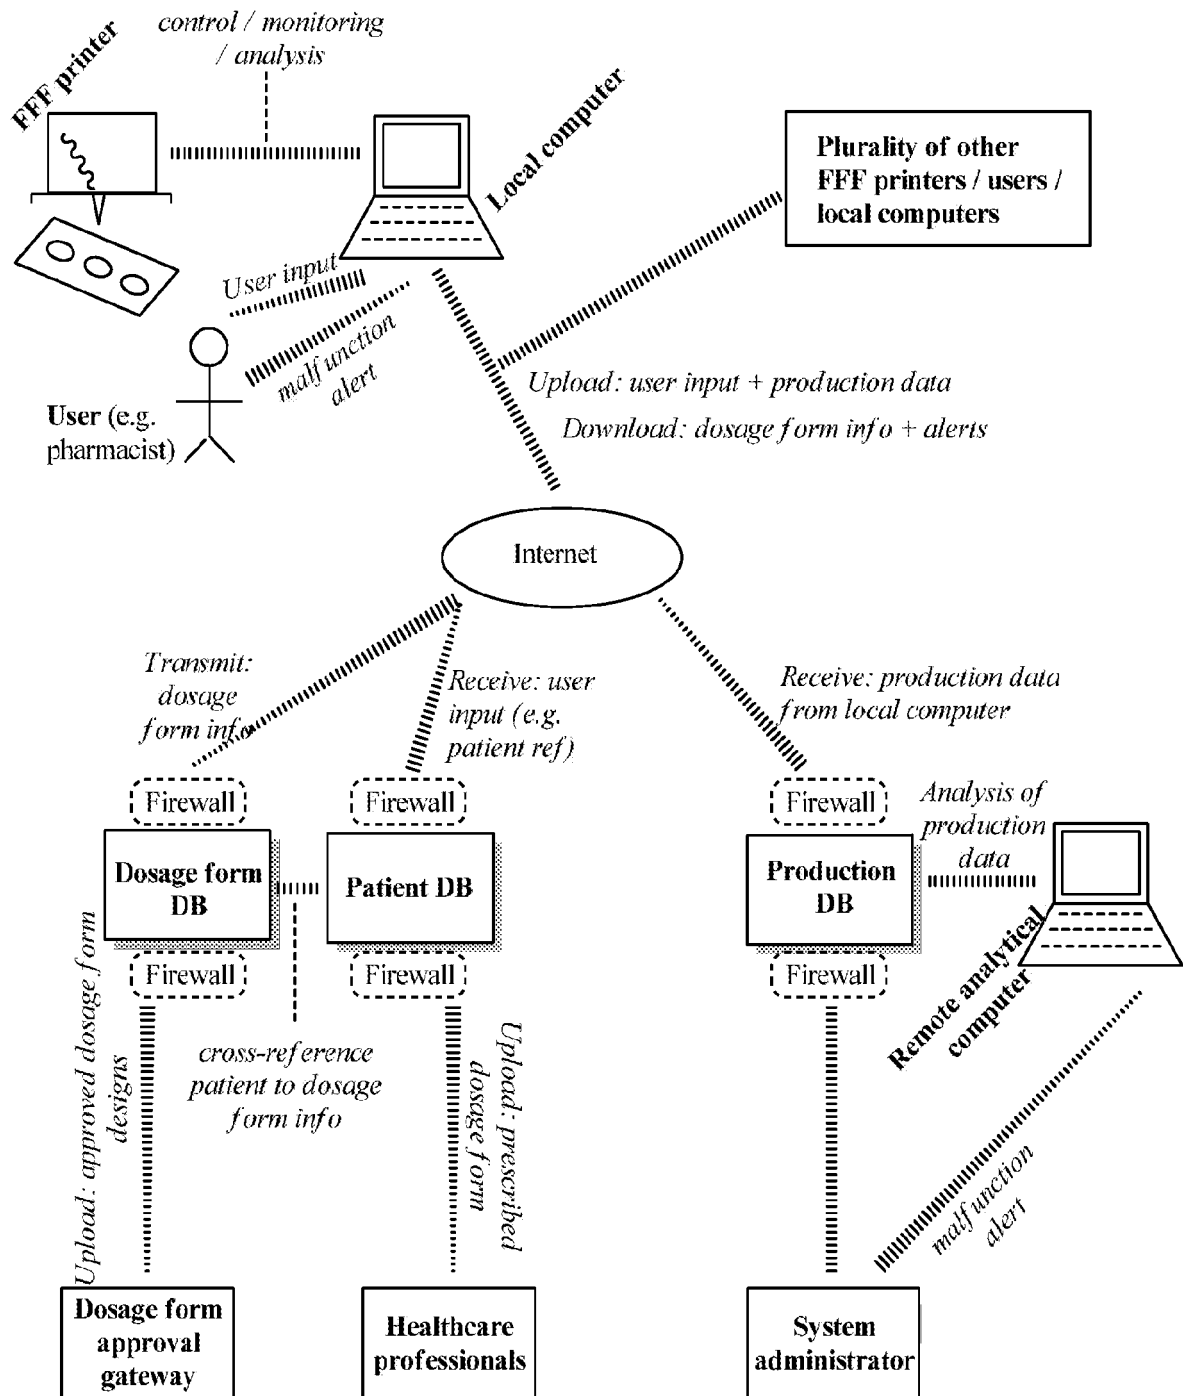 control / monitoring
/ analysis
FFF printer
Local computer
Plurality of other
FFF printers / users /
local computers
User input
malfunction
alert
User (e.g.
pharmacist)
Upload: user input + production data
Download: dosage form info + alerts
Internet
Transmit:
dosage
form info
Receive: user
input (e.g.
patient ref)
Receive: production data
from local computer
Firewall
Firewall
Firewall
Analysis of
production
data
Dosage form
DB
Patient DB
Production
DB
Firewall
Firewall
Firewall
Remote analytical
computer
Upload: approved dosage form
designs
cross-reference
patient to dosage
form info
Upload: prescribed
dosage form
malfunction
alert
Dosage form
approval
gateway
Healthcare
professionals
System
administrator